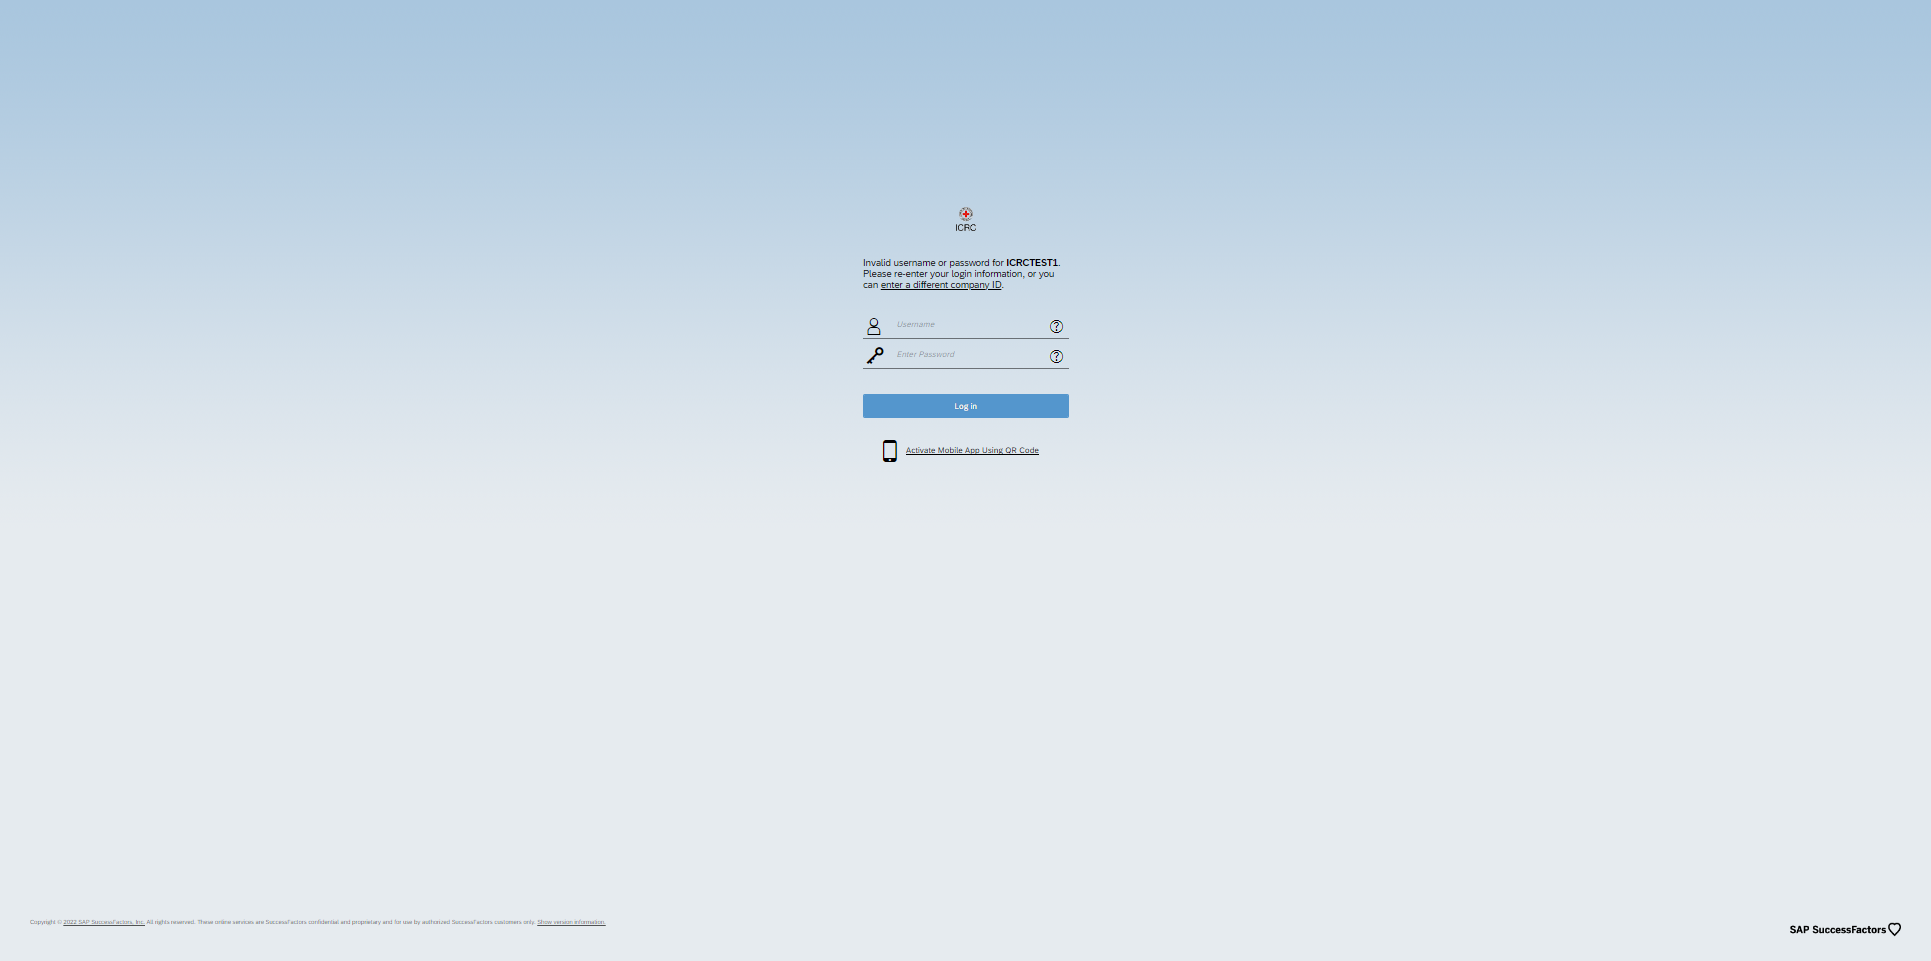 ICRC
Invalid username or password for ICRCTEST1.
Please re-enter your login information, or you
can enter a different company ID.
Username
Enter Password
Log in
Activate Mobile App Using QR Code
Copyright © 2022 SAP SuccessFactors, Inc. All rights reserved. These online services are SuccessFactors confidential and proprietary and for use by authorized SuccessFactors customers only. Show version information.
SAP SuccessFactors